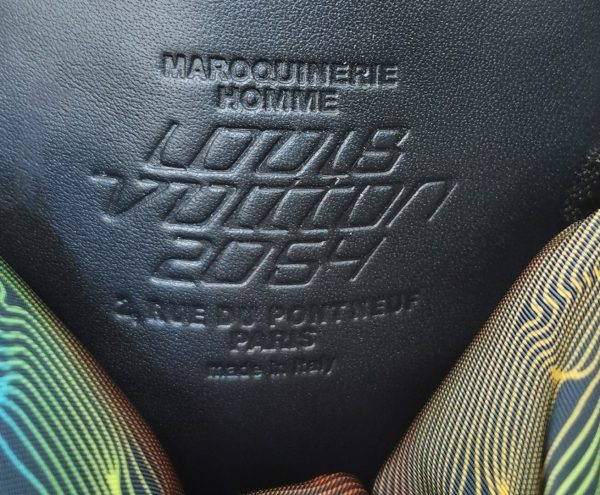 MAROQUINERIE
HOMME
LOUIS
VUITTON
2054
2, RUE DU PONT-NEUF
PARIS
made in Italy